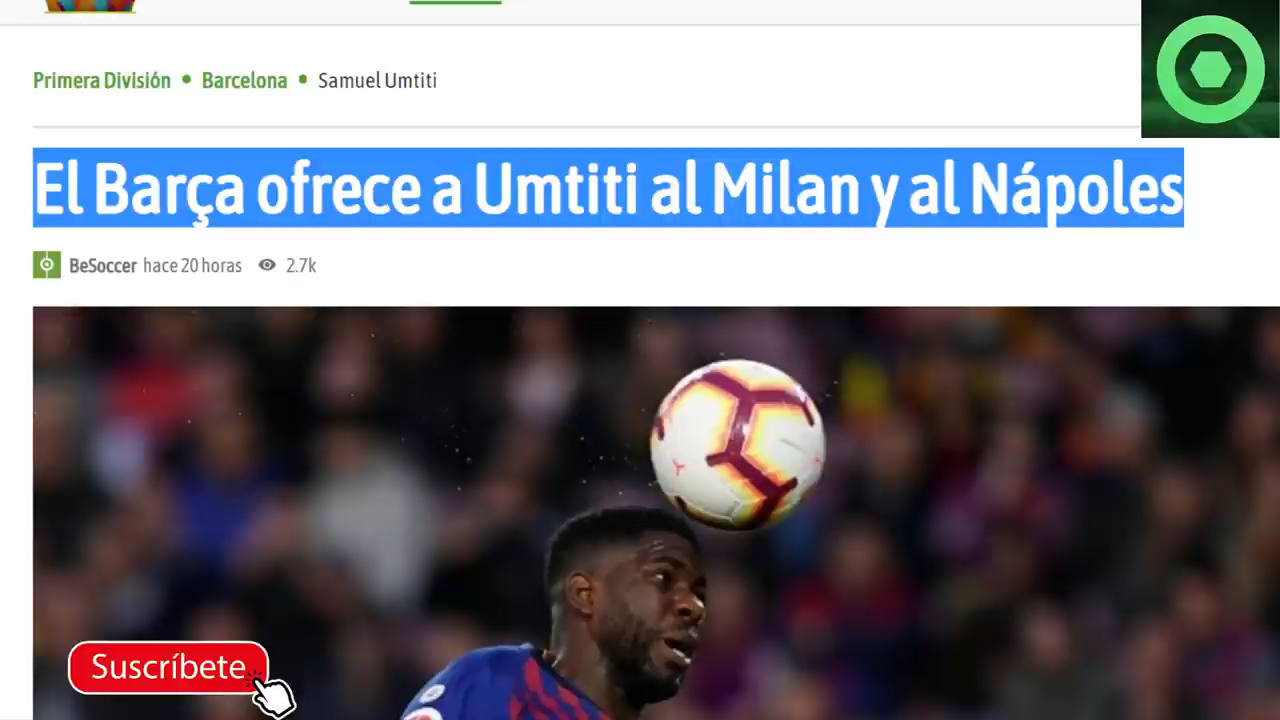 Primera División • Barcelona • Samuel Umtiti
El Barça ofrece a Umtiti al Milan y al Nápoles
BeSoccer hace 20 horas 2.7k
Suscríbete